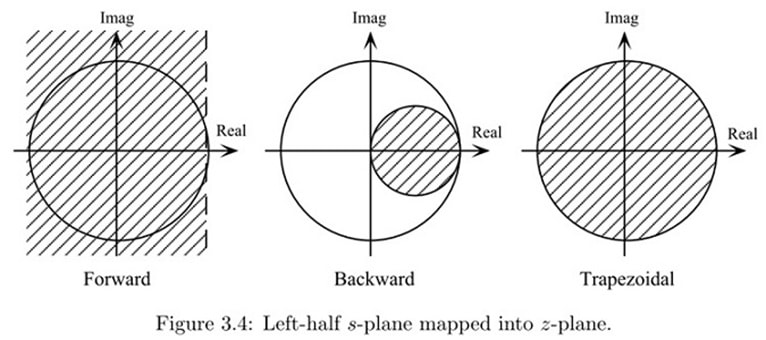 Imag
Real
Forward
Imag
Real
Backward
Imag
Real
Trapezoidal
Figure 3.4: Left-half s-plane mapped into z-plane.